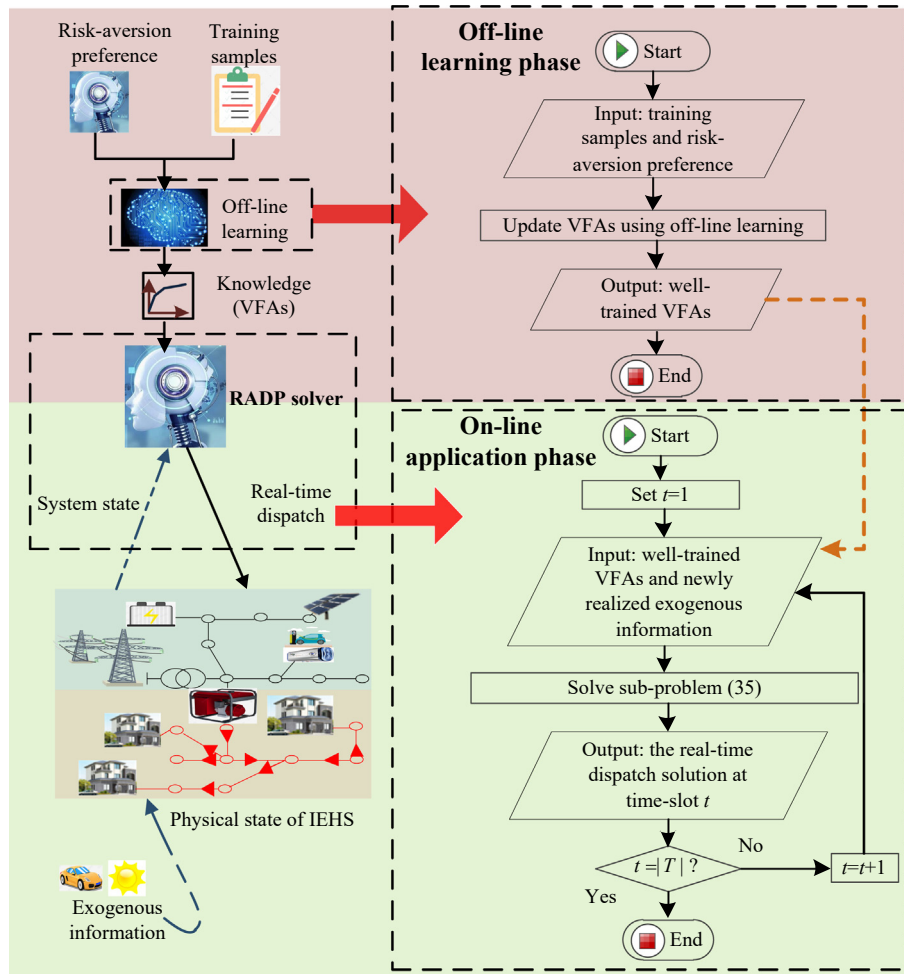 Risk-aversion
preference
Training
samples
Off-line
learning
Knowledge
(VFAs)
RADP solver
System state
Real-time
dispatch
Physical state of IEHS
Exogenous
information
Off-line
learning phase
Start
Input: training
samples and risk-
aversion preference
Update VFAs using off-line learning
Output: well-
trained VFAs
End
On-line
application phase
Start
Set t=1
Input: well-trained
VFAs and newly
realized exogenous
information
Solve sub-problem (35)
Output: the real-time
dispatch solution at
time-slot t
t =| T | ?
No
t=t+1
Yes
End